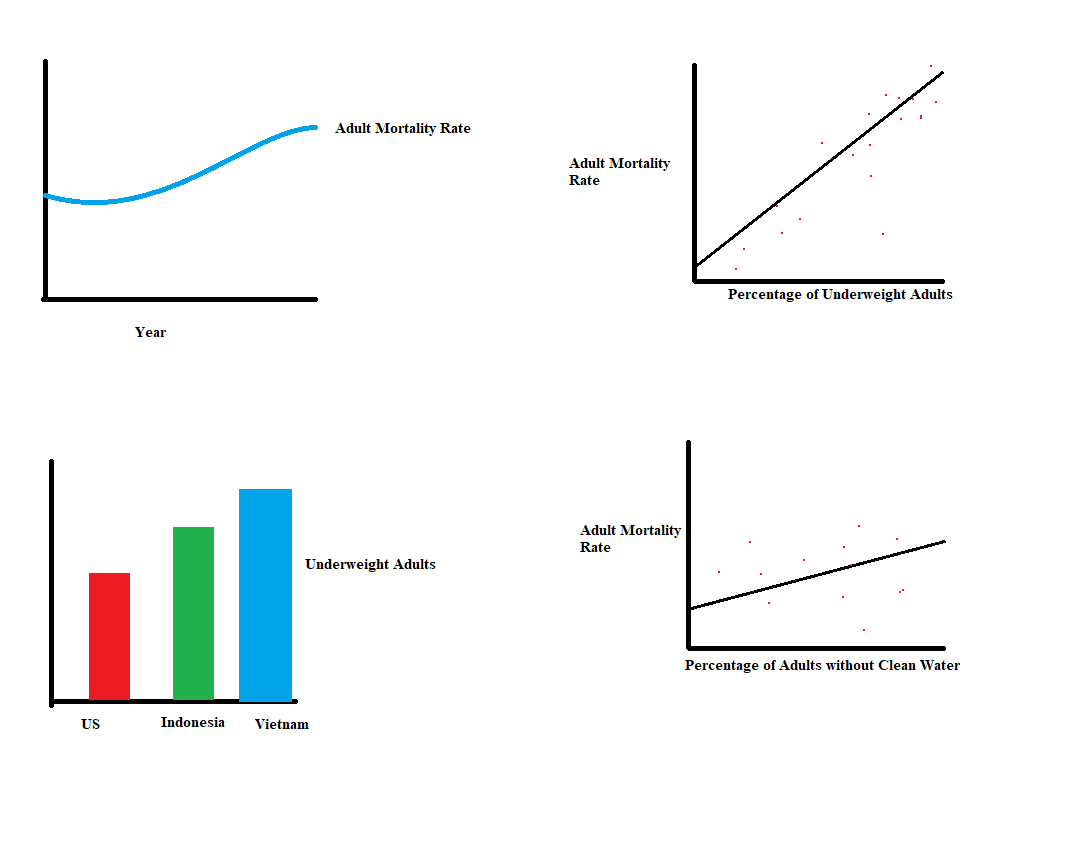 Adult Mortality Rate
Year
Adult Mortality
Rate
Percentage of Underweight Adults
Underweight Adults
US
Indonesia
Vietnam
Adult Mortality
Rate
Percentage of Adults without Clean Water